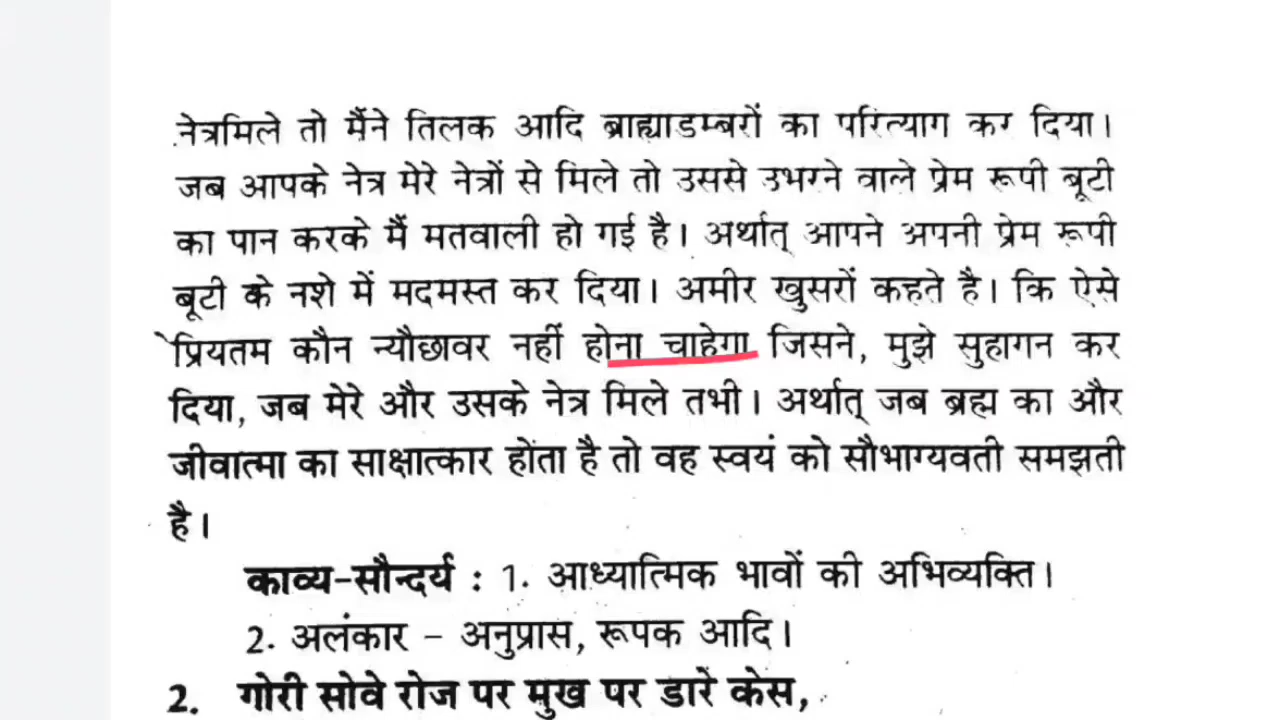 नेत्रमिले तो मैंने तिलक आदि ब्राह्याडम्बरों का परित्याग कर दिया।
जब आपके नेत्र मेरे नेत्रों से मिले तो उससे उभरने वाले प्रेम रूपी बूटी
का पान करके मैं मतवाली हो गई है। अर्थात् आपने अपनी प्रेम रूपी
बूटी के नशे में मदमस्त कर दिया। अमीर खुसरों कहते है। कि ऐसे
प्रियतम कौन न्यौछावर नहीं होना चाहेगा जिसने, मुझे सुहागन कर
दिया, जब मेरे और उसके नेत्र मिले तभी। अर्थात् जब ब्रह्म का और
जीवात्मा का साक्षात्कार होंता है तो वह स्वयं को सौभाग्यवती समझती
है।
काव्य-सौन्दर्य : 1. आध्यात्मिक भावों की अभिव्यक्ति।
2. अलंकार – अनुप्रास, रूपक आदि।
2. गोरी सोवे रोज पर मुख पर डारें केस,